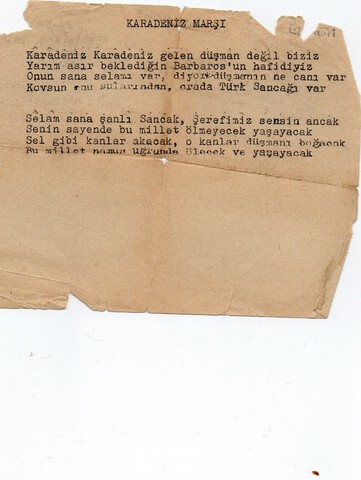 KARADENİZ MARŞI
Karadeniz Karadeniz gelen düşman değil biziz
Yarım asır beklediğin Barbaros'un hafidiyiz
Onun sana selamı var, diyor düşmanın ne canı var
Kovsun onu sularından, orada Türk Sancağı var
Selam sana şanlı Sancak, Şerefimiz sensin ancak
Senin sayende bu millet ölmeyecek yaşayacak
Sel gibi kanlar akacak, o kanlar düşmanı boğacak
Bu millet namus uğrunda ölecek ve yaşayacak